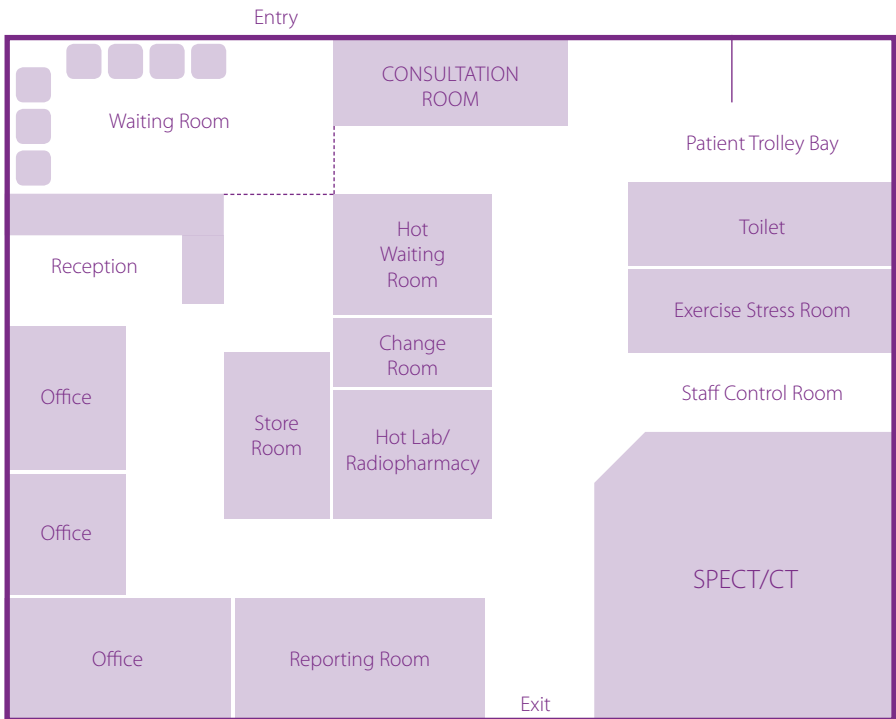 Entry
CONSULTATION
ROOM
Waiting Room
Patient Trolley Bay
Hot
Waiting
Room
Toilet
Reception
Exercise Stress Room
Change
Room
Office
Staff Control Room
Store
Room
Hot Lab/
Radiopharmacy
Office
SPECT/CT
Office
Reporting Room
Exit